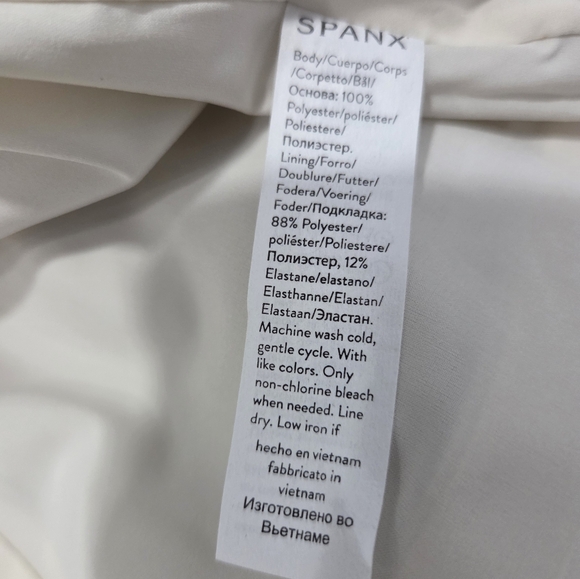 SPANX
Body/Cuerpo/Corps
/Corpetto/Bål/
Основа: 100%
Polyester/poliéster/
Poliestere/
Полиэстер.
Lining/Forro/
Doublure/Futter/
Fodera/Voering/
Foder/Подкладка:
88% Polyester/
poliéster/Poliestere/
Полиэстер, 12%
Elastane/elastano/
Elasthanne/Elastan/
Elastaan/Эластан.
Machine wash cold,
gentle cycle. With
like colors. Only
non-chlorine bleach
when needed. Line
dry. Low iron if
hecho en vietnam
fabbricato in
vietnam
Изготовлено во
Вьетнаме